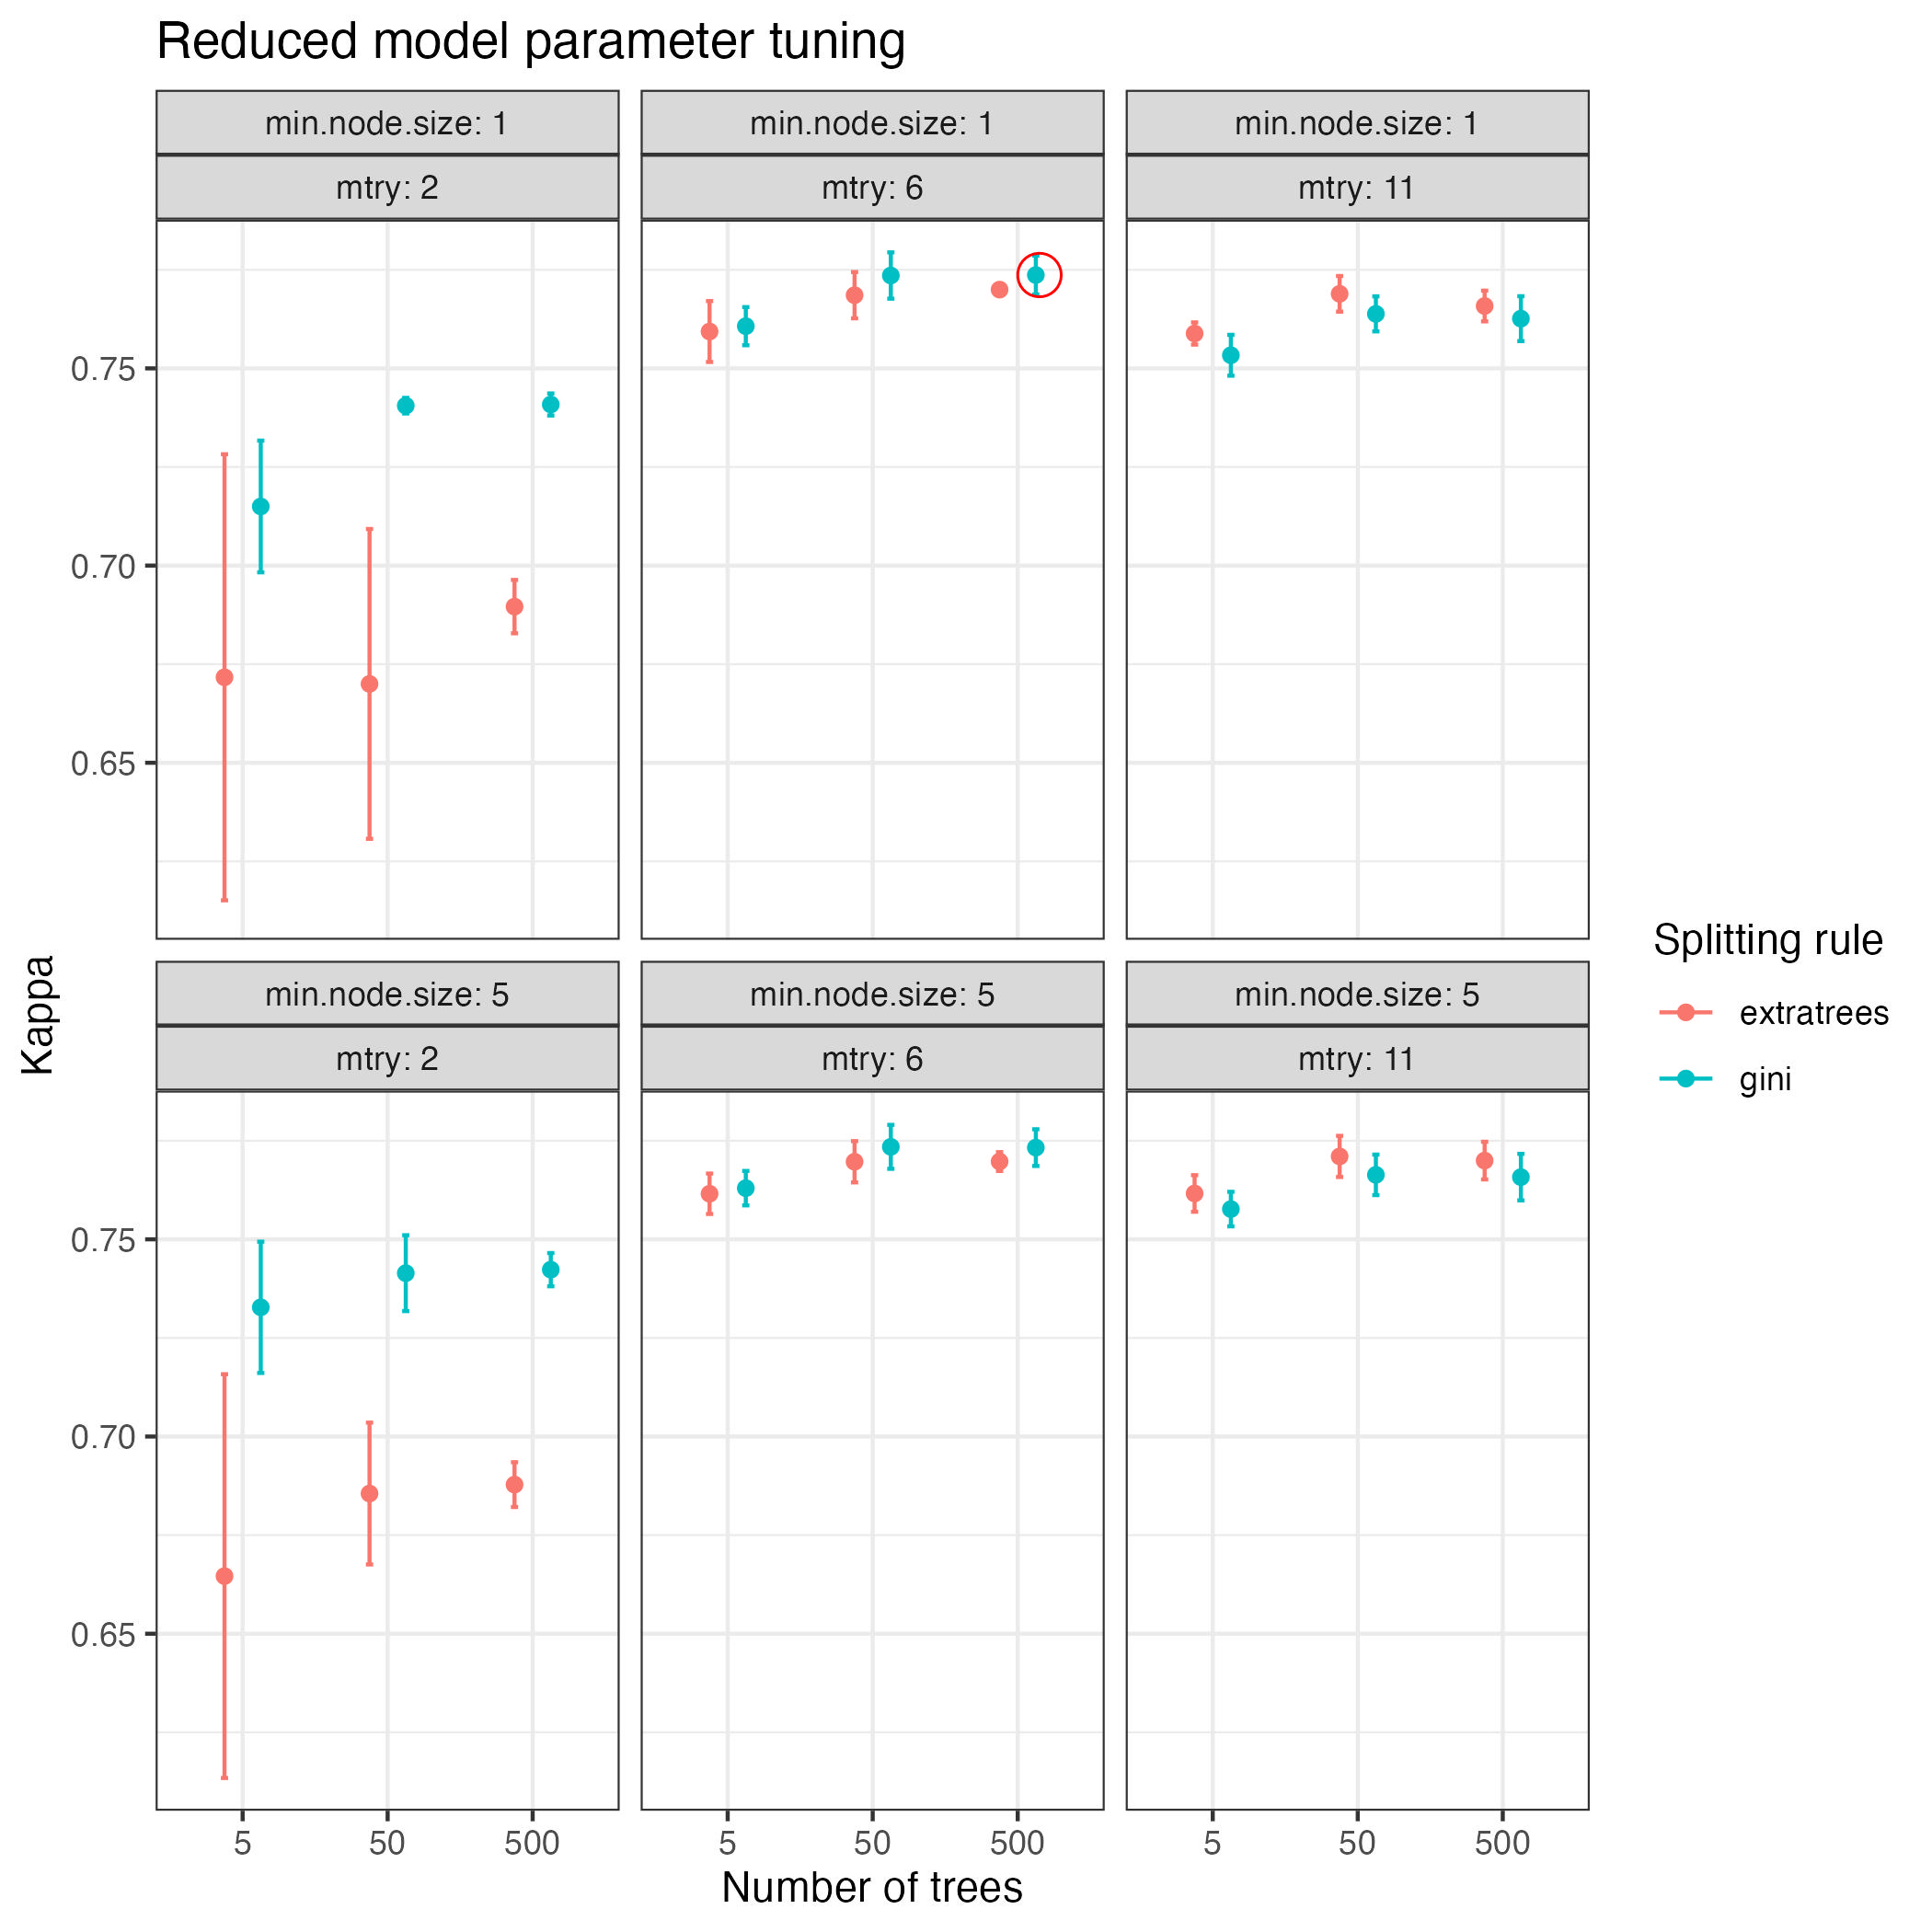 Reduced model parameter tuning
min.node.size: 1
min.node.size: 1
min.node.size: 1
mtry: 2
mtry: 6
mtry: 11
0.75
0.70
0.65
Kappa
min.node.size: 5
min.node.size: 5
min.node.size: 5
mtry: 2
mtry: 6
mtry: 11
0.75
0.70
0.65
5
50
500
5
50
500
5
50
500
Number of trees
Splitting rule
extratrees
gini